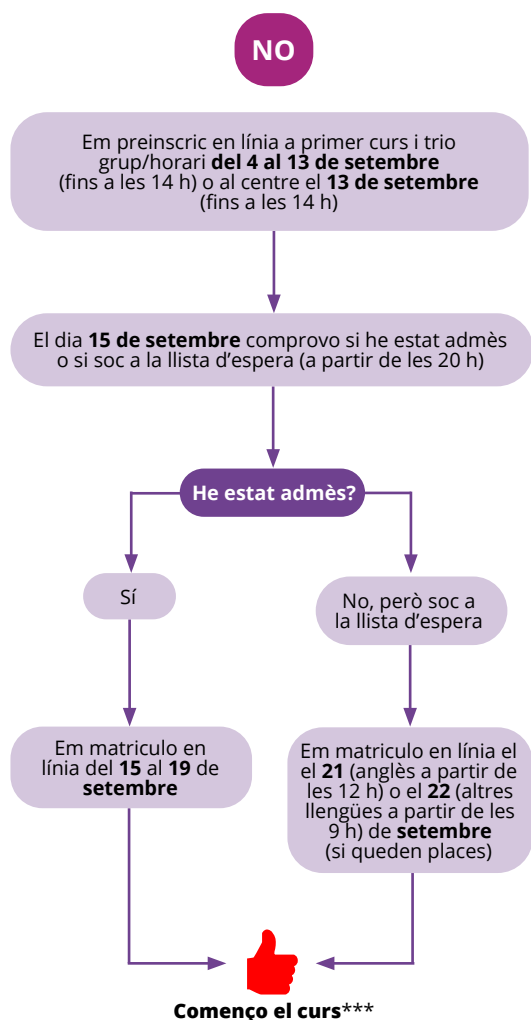 NO
Em preinscric en línia a primer curs i trio
grup/horari del 4 al 13 de setembre
(fins a les 14 h) o al centre el 13 de setembre
(fins a les 14 h)
El dia 15 de setembre comprovo si he estat admès
o si soc a la llista d’espera (a partir de les 20 h)
He estat admès?
Sí
No, però soc a
la llista d’espera
Em matriculo en
línia del 15 al 19 de
setembre
Em matriculo en línia el
el 21 (anglès a partir de
les 12 h) o el 22 (altres
llengües a partir de les
9 h) de setembre
(si queden places)
Començo el curs***